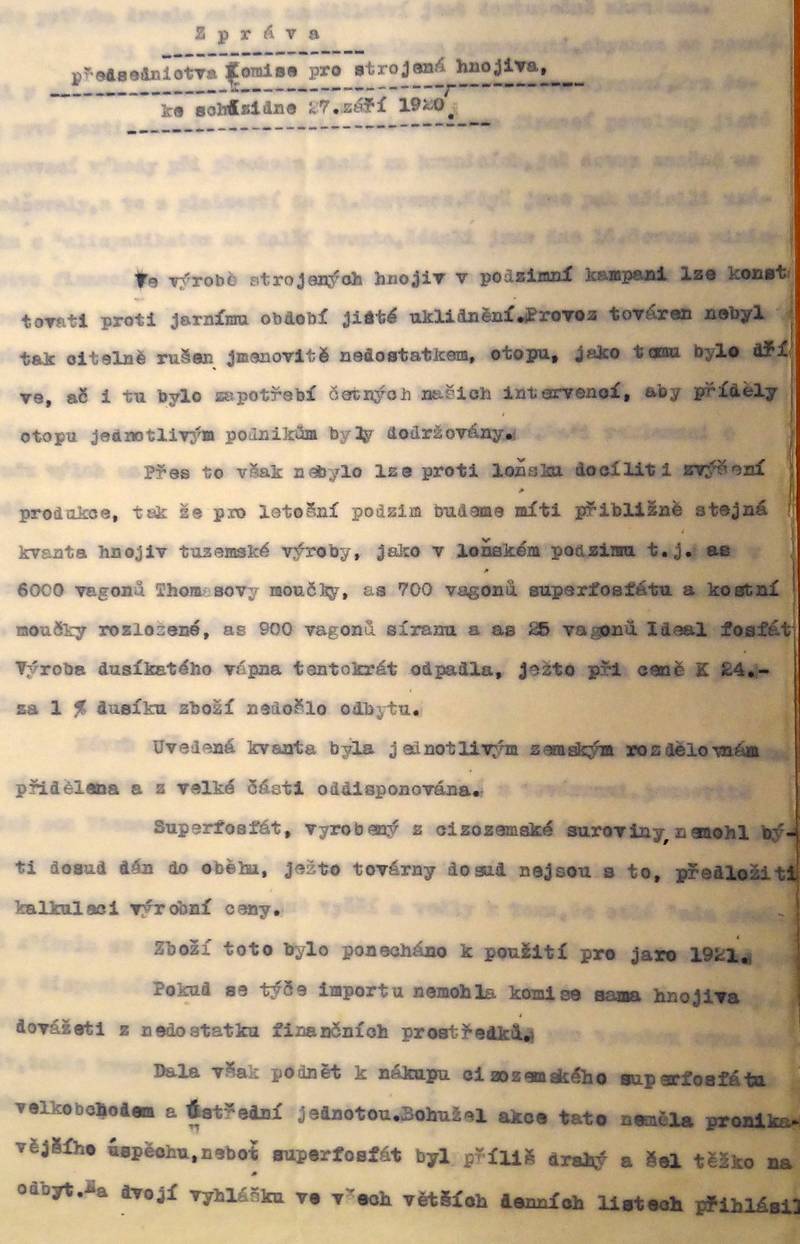 Z p r á v a
předsednictva Komise pro strojená hnojiva,
ke schůzi dne 27.září 1920.
Ve výrobě strojených hnojiv v podzimní kampani lze konst
tovati proti jarnímu období jisté uklidnění.Provoz továren nebyl
tak citelně rušen jmenovitě nedostatkem, otopu, jako tomu bylo dří
ve, ač i tu bylo zapotřebí četných našich intervencí, aby příděly
otopu jednotlivým podnikům byly dodržovány.
Přes to však nebylo lze proti loňsku docíliti zvýšení
produkce, tak že pro letošní podzim budeme míti přibližně stejná
kvanta hnojiv tuzemské výroby, jako v loňském podzimu t.j. as
6000 vagonů Thomasovy moučky, as 700 vagonů superfosfátu a kostní
moučky rozložené, as 900 vagonů síranu a as 25 vagonů Ideal fosfát
Výroba dusíkatého vápna tentokrát odpadla, ježto při ceně K 24.-
za 1 % dusíku zboží nedošlo odbytu.
Uvedená kvanta byla jednotlivým zemským rozdělovnám
přidělena a z velké části oddisponována.
Superfosfát, vyrobený z cizozemské suroviny, nemohl bý-
ti dosud dán do oběhu, ježto továrny dosud nejsou s to, předložiti
kalkulaci výrobní ceny.
Zboží toto bylo ponecháno k použití pro jaro 1921.
Pokud se týče importu nemohla komise sama hnojiva
dovážeti z nedostatku finančních prostředků.
Dala však podnět k nákupu cizozemského superfosfátu
velkobchodem a Ústřední jednotou.Bohužel akce tato neměla pronika-
vějšího úspěchu,neboť superfosfát byl příliš drahý a šel těžko na
odbyt.Na dvojí vyhlášku ve všech větších denních listech přihlásil